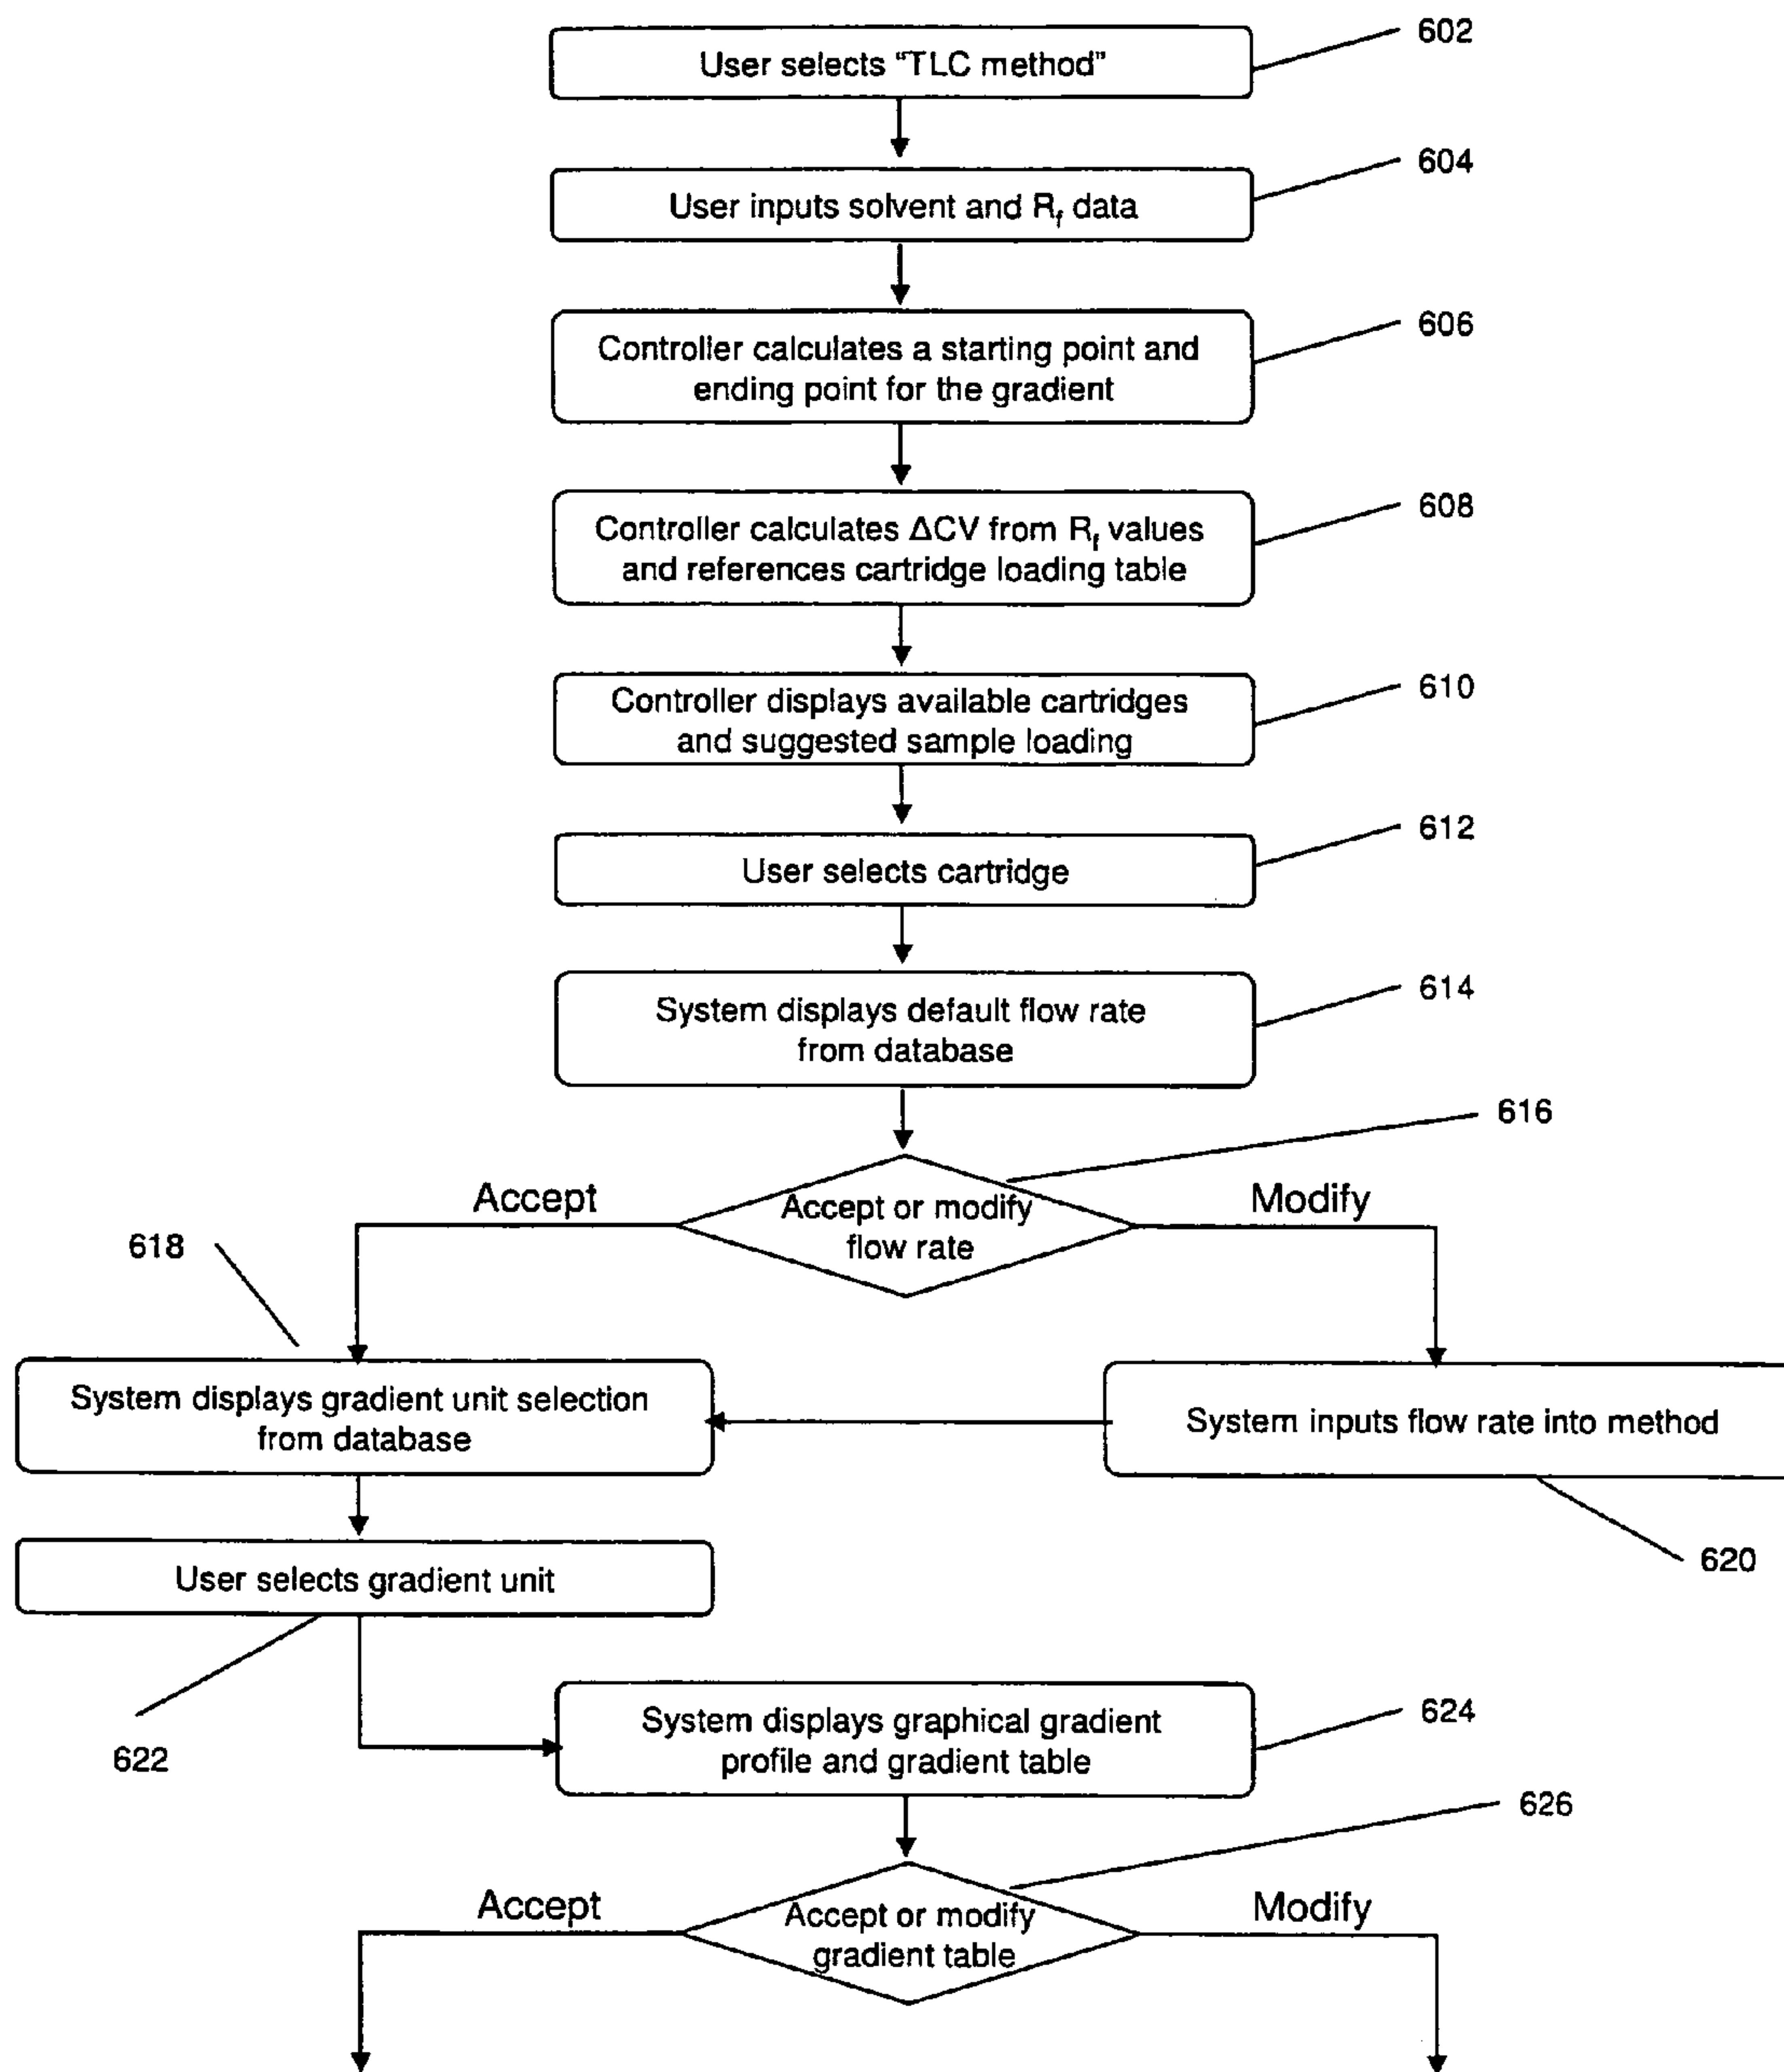 User selects “TLC method”
602
User inputs solvent and Rf data
604
Controller calculates a starting point and
ending point for the gradient
606
Controller calculates ΔCV from Rf values
and references cartridge loading table
608
Controller displays available cartridges
and suggested sample loading
610
User selects cartridge
612
System displays default flow rate
from database
614
616
Accept
Accept or modify
flow rate
Modify
618
System displays gradient unit selection
from database
System inputs flow rate into method
620
User selects gradient unit
622
System displays graphical gradient
profile and gradient table
624
626
Accept
Accept or modify
gradient table
Modify